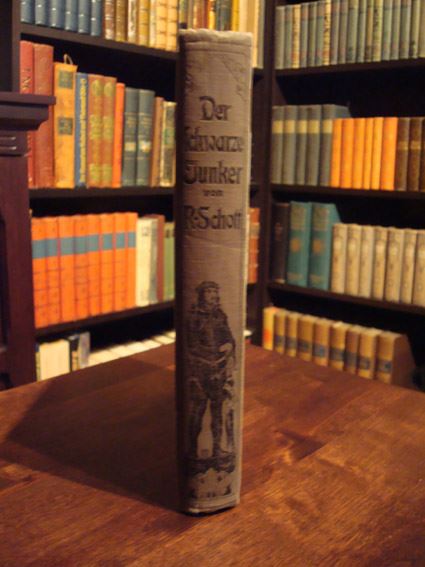 Der
Schwarze
Junker
von
R. Schott